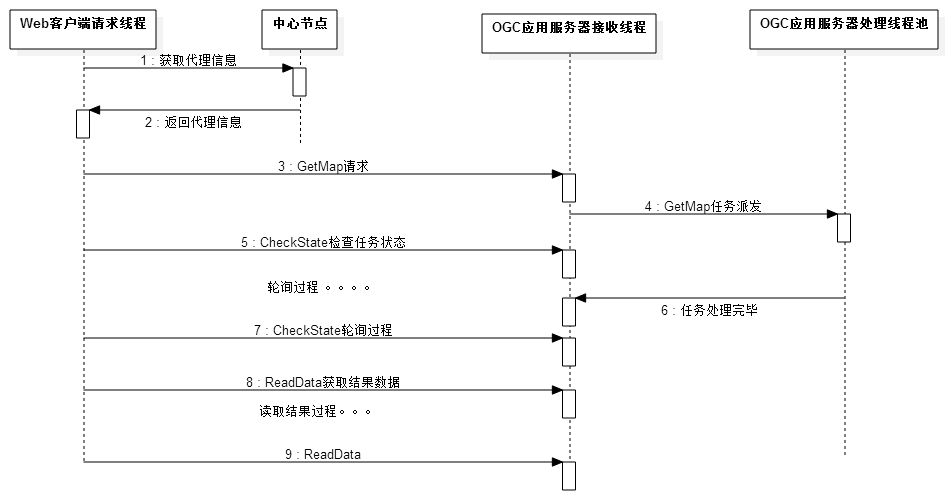 Web客户端请求线程
中心节点
OGC应用服务器接收线程
OGC应用服务器处理线程池
1 : 获取代理信息
2 : 返回代理信息
3 : GetMap请求
4 : GetMap任务派发
5 : CheckState检查任务状态
轮询过程 。。。。
6 : 任务处理完毕
7 : CheckState轮询过程
8 : ReadData获取结果数据
读取结果过程。。。
9 : ReadData